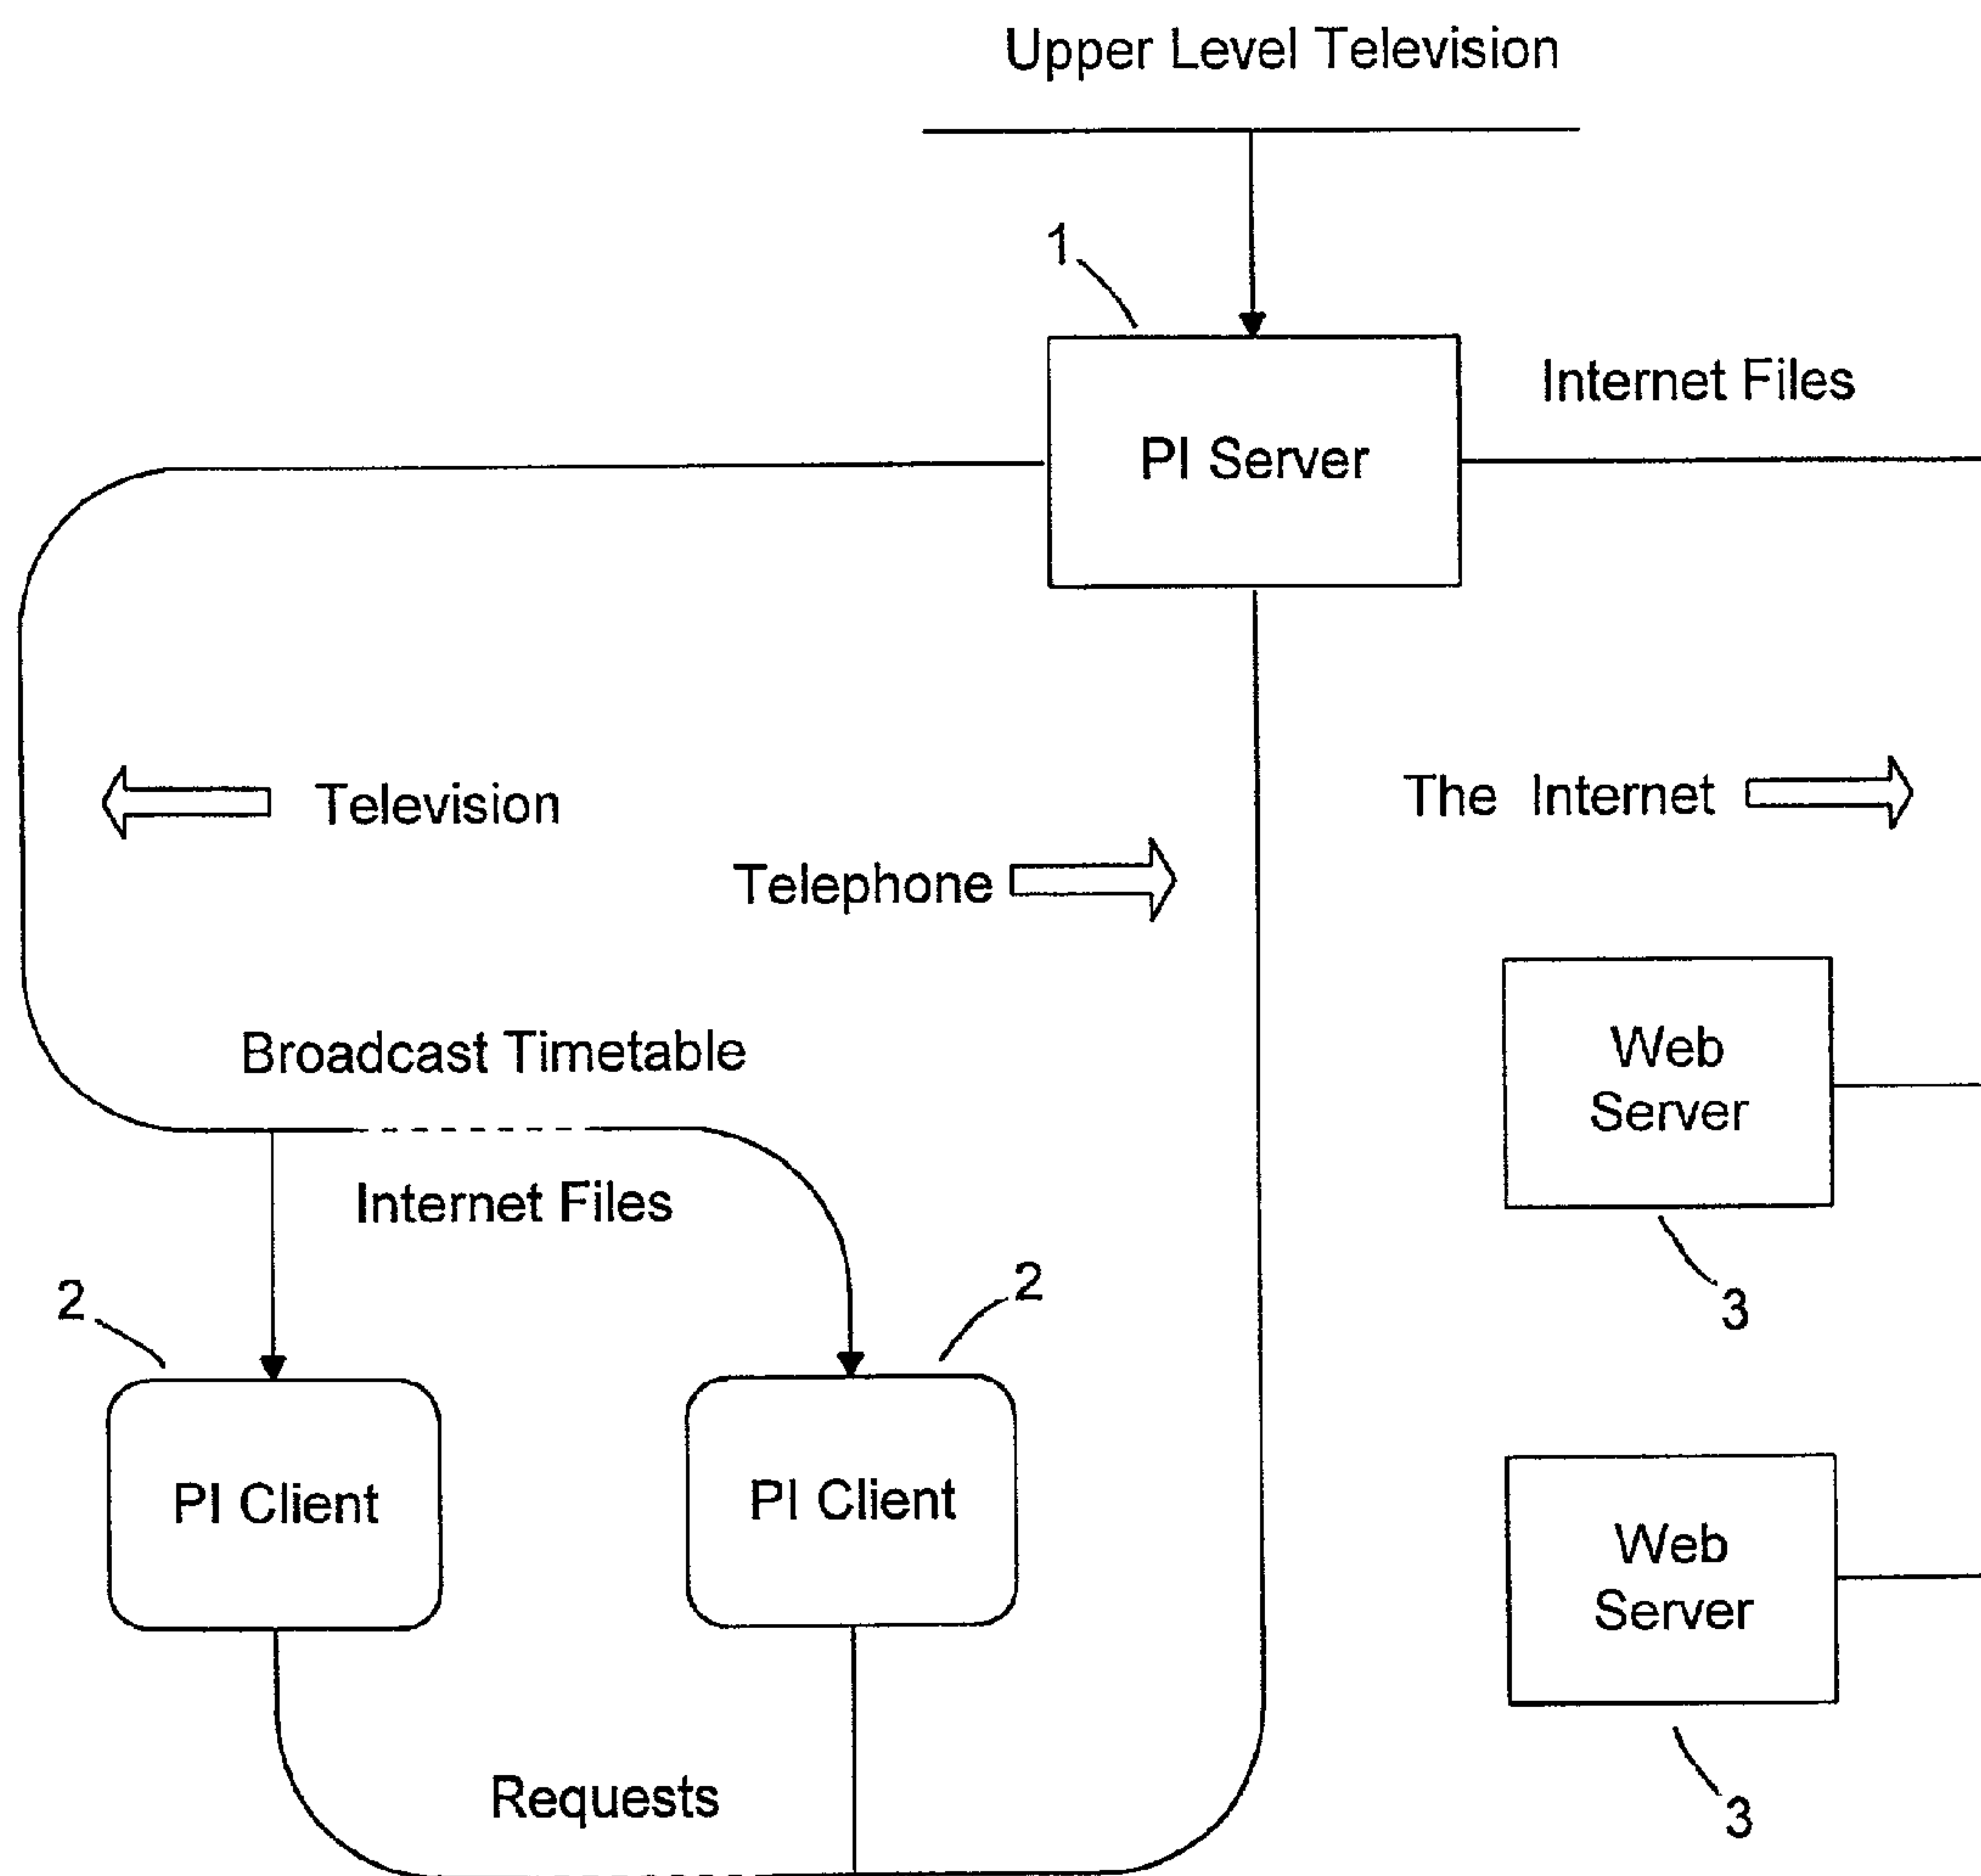 Upper Level Television
1
PI Server
Internet Files
Television
The Internet
Telephone
Broadcast Timetable
Internet Files
Web
Server
3
2
2
PI Client
PI Client
Web
Server
3
Requests